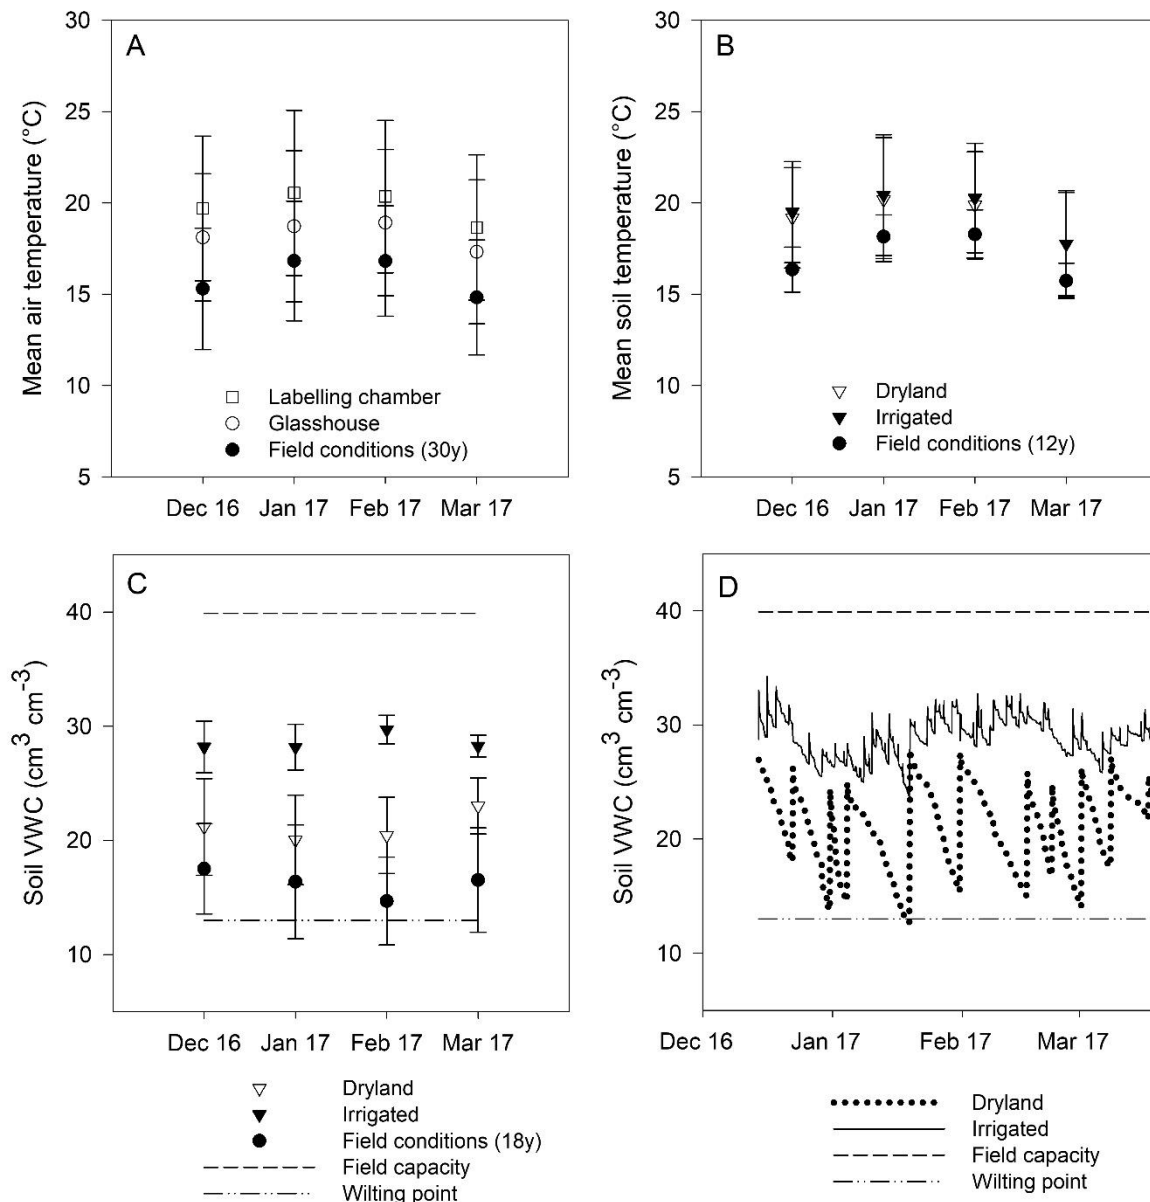 A
Mean air temperature (°C)
30
25
20
15
10
5
Labelling chamber
Glasshouse
Field conditions (30y)
Dec 16 Jan 17 Feb 17 Mar 17
B
Mean soil temperature (°C)
30
25
20
15
10
5
Dryland
Irrigated
Field conditions (12y)
Dec 16 Jan 17 Feb 17 Mar 17
C
Soil VWC (cm³ cm⁻³)
40
30
20
10
Dec 16 Jan 17 Feb 17 Mar 17
Dryland
Irrigated
Field conditions (18y)
Field capacity
Wilting point
D
Soil VWC (cm³ cm⁻³)
40
30
20
10
Dec 16 Jan 17 Feb 17 Mar 17
Dryland
Irrigated
Field capacity
Wilting point